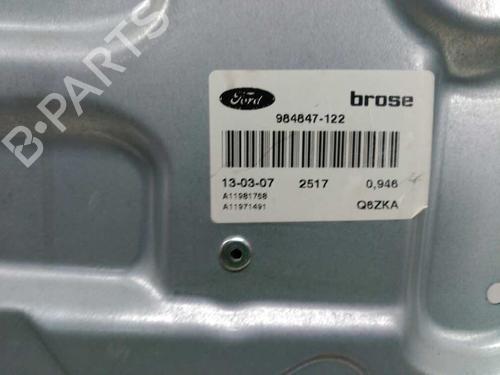 Ford
brose
984847-122
13-03-07 2517 0,946
A11981758
A11971491
Q6ZKA
B-PARTS